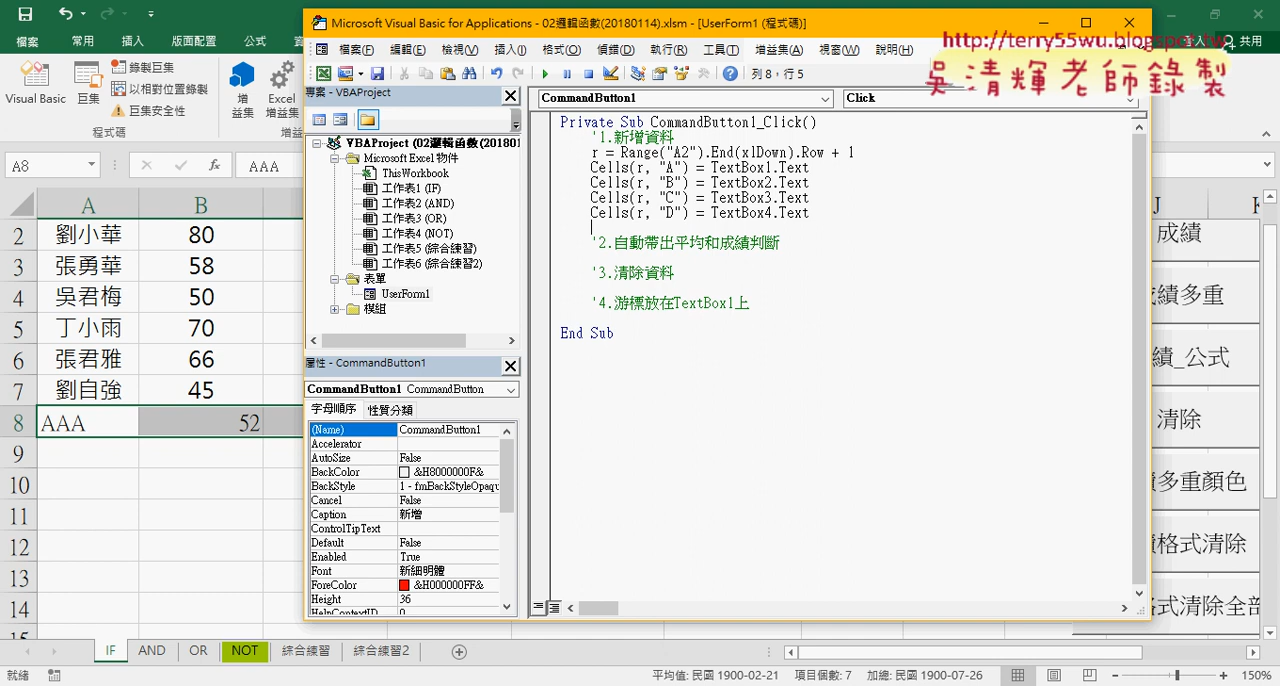 Microsoft Visual Basic for Applications - 02邏輯函數(20180114).xlsm - [UserForm1 (程式碼)]
http://terry55wu.blogspot.tw
吳清輝老師錄製
檔案
常用
插入
版面配置
公式
登入
共用
檔案(F) 編輯(E) 檢視(V) 插入(I) 格式(O) 偵錯(D) 執行(R) 工具(T) 增益集(A) 視窗(W) 說明(H)
列 8，行 5
Visual Basic
巨集
錄製巨集
以相對位置錄製
巨集安全性
程式碼
增益集
Excel 增益集
專案 - VBAProject
VBAProject (02邏輯函數(20180
Microsoft Excel 物件
ThisWorkbook
工作表1 (IF)
工作表2 (AND)
工作表3 (OR)
工作表4 (NOT)
工作表5 (綜合練習)
工作表6 (綜合練習2)
表單
UserForm1
模組
CommandButton1
Click
Private Sub CommandButton1_Click()
'1.新增資料
r = Range("A2").End(xlDown).Row + 1
Cells(r, "A") = TextBox1.Text
Cells(r, "B") = TextBox2.Text
Cells(r, "C") = TextBox3.Text
Cells(r, "D") = TextBox4.Text
'2.自動帶出平均和成績判斷
'3.清除資料
'4.游標放在TextBox1上
End Sub
屬性 - CommandButton1
CommandButton1 CommandButton
字母順序 性質分類
(Name) CommandButton1
Accelerator
AutoSize False
BackColor &H8000000F&
BackStyle 1 - fmBackStyleOpaqu
Cancel False
Caption 新增
ControlTipText
Default False
Enabled True
Font 新細明體
ForeColor &H000000FF&
Height 36
HelpContextID 0
A8
AAA
A B J K
2 劉小華 80
3 張勇華 58
4 吳君梅 50
5 丁小雨 70
6 張君雅 66
7 劉自強 45
8 AAA 52
9
10
11
12
13
14
15
成績
成績多重
績_公式
清除
多重顏色
格式清除
式清除全部
IF AND OR NOT 綜合練習 綜合練習2
就緒
平均值: 民國 1900-02-21 項目個數: 7 加總: 民國 1900-07-26
150%